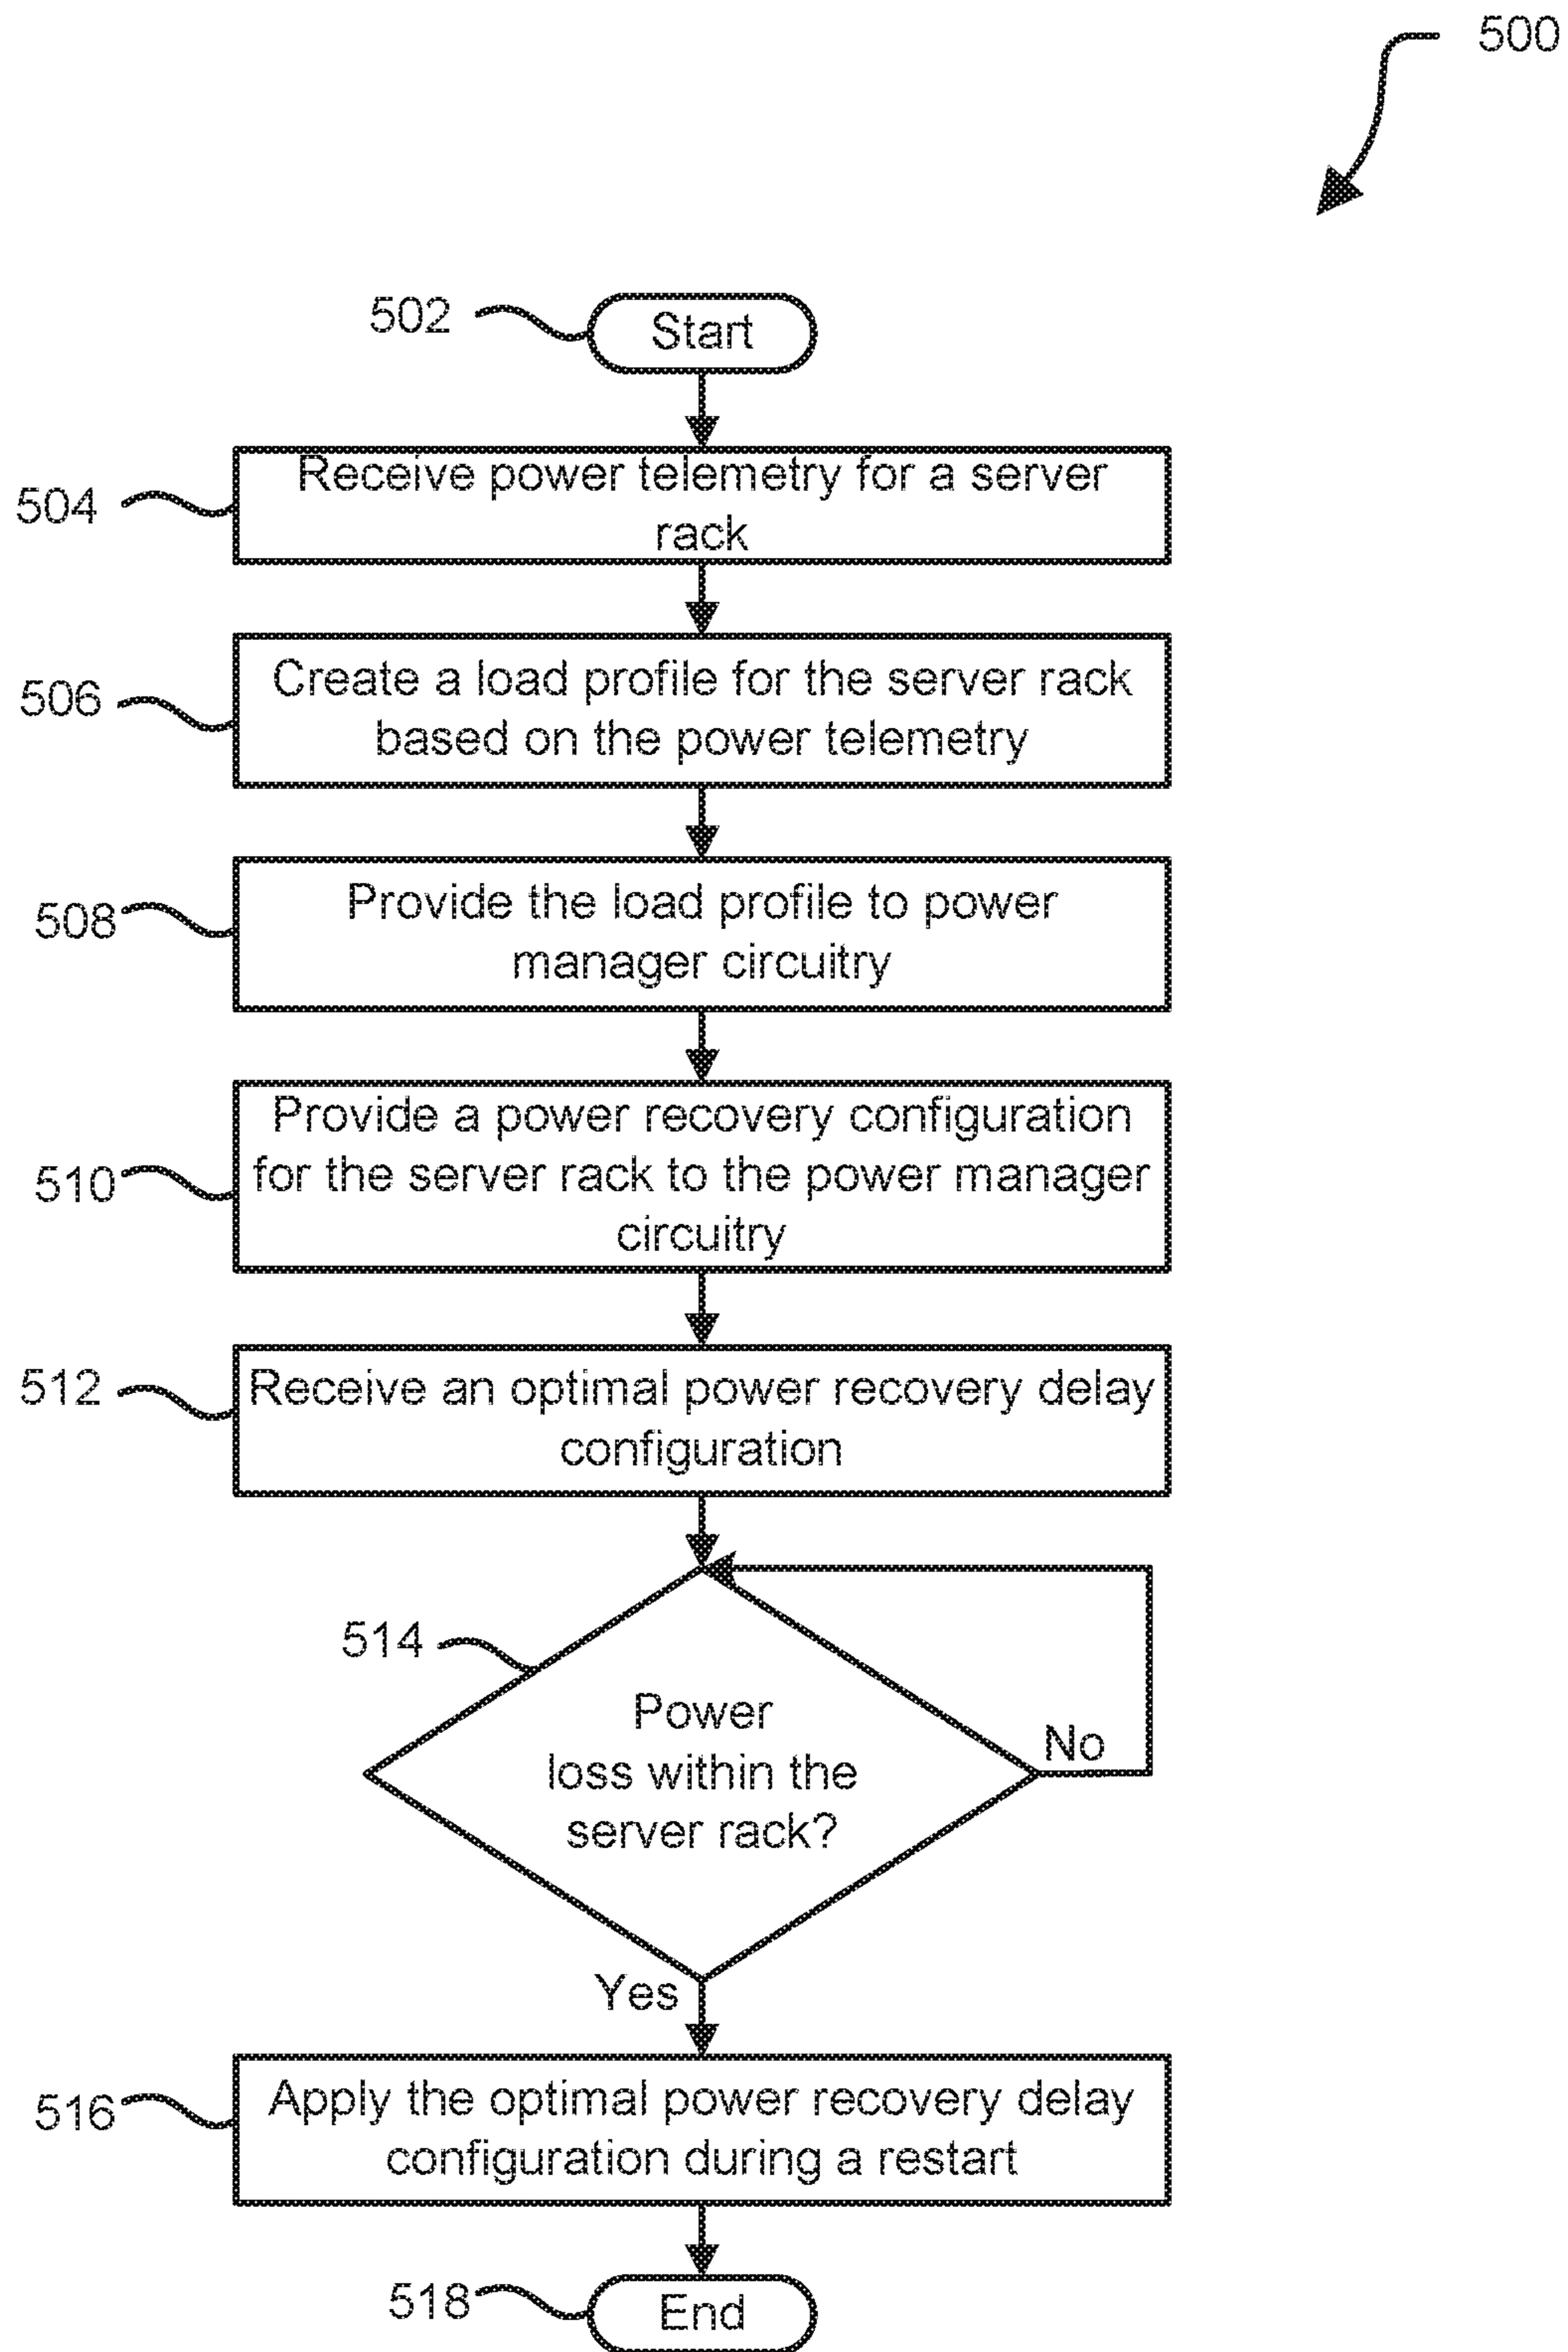 500
502
Start
504
Receive power telemetry for a server
rack
506
Create a load profile for the server rack
based on the power telemetry
508
Provide the load profile to power
manager circuitry
510
Provide a power recovery configuration
for the server rack to the power manager
circuitry
512
Receive an optimal power recovery delay
configuration
514
Power
loss within the
server rack?
No
Yes
516
Apply the optimal power recovery delay
configuration during a restart
518
End